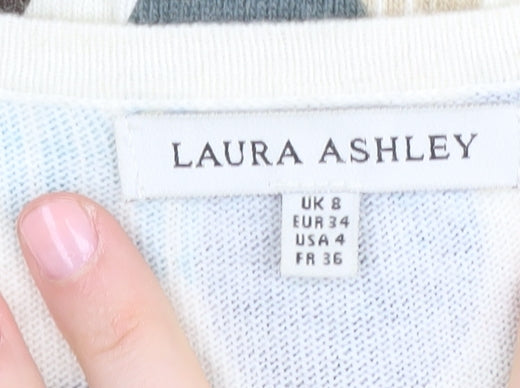 LAURA ASHLEY
UK 8
EUR 34
USA 4
FR 36